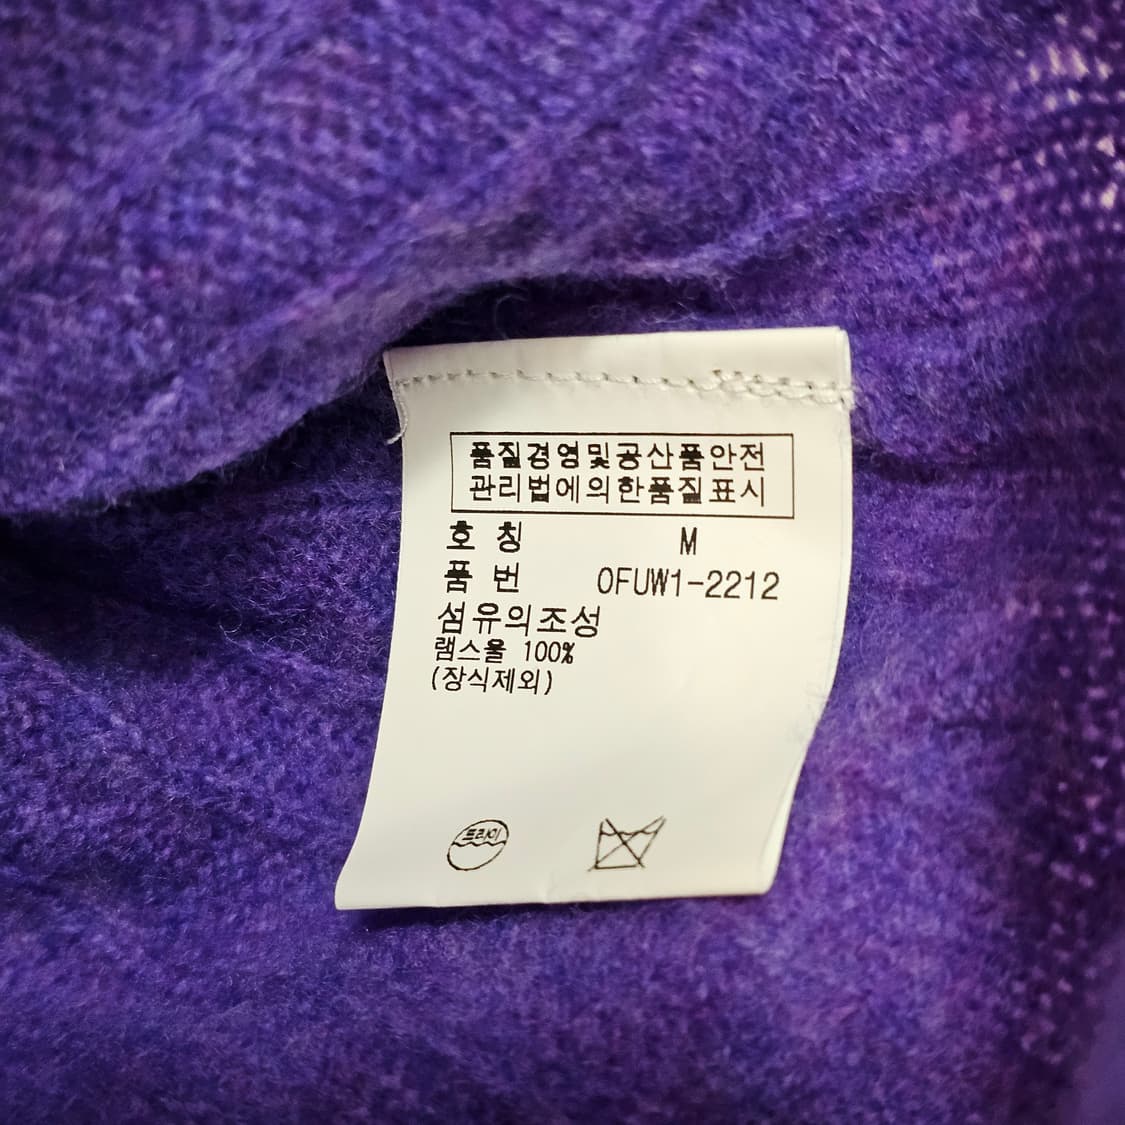 품질경영및공산품안전
관리법에의한품질표시
호 칭 M
품 번 OFUW1-2212
섬유의조성
램스울 100%
(장식제외)
드라이